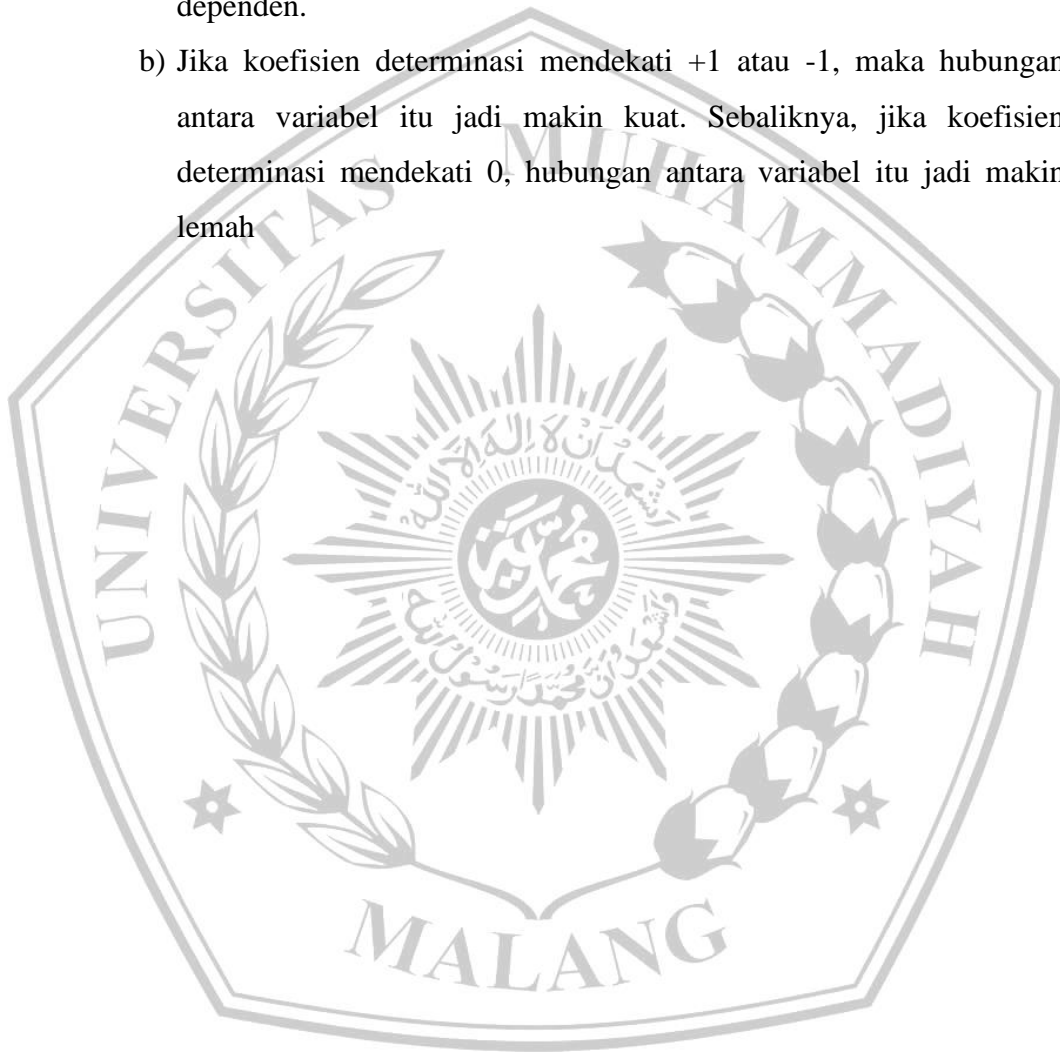 dependen.
b) Jika koefisien determinasi mendekati +1 atau -1, maka hubungan
antara variabel itu jadi makin kuat. Sebaliknya, jika koefisien
determinasi mendekati 0, hubungan antara variabel itu jadi makin
lemah
UNIVERSITAS MUHAMMADIYAH
MALANG